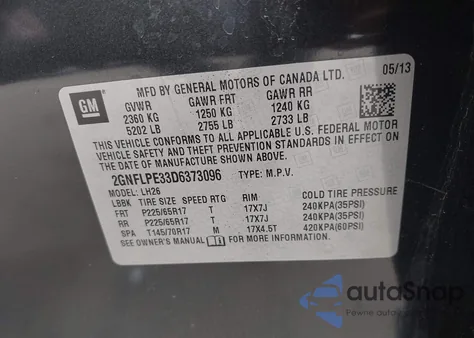 GM
MFD BY GENERAL MOTORS OF CANADA LTD. 05/13
GVWR GAWR FRT GAWR RR
2360 KG 1250 KG 1240 KG
5202 LB 2755 LB 2733 LB
THIS VEHICLE CONFORMS TO ALL APPLICABLE U.S. FEDERAL MOTOR
VEHICLE SAFETY AND THEFT PREVENTION STANDARDS IN EFFECT ON
THE DATE OF MANUFACTURE SHOWN ABOVE.
2GNFLPE33D6373096 TYPE: M.P.V.
MODEL: LH26
LBBK TIRE SIZE SPEED RTG RIM COLD TIRE PRESSURE
FRT P225/65R17 T 17X7J 240KPA(35PSI)
RR P225/65R17 T 17X7J 240KPA(35PSI)
SPA T145/70R17 M 17X4.5T 420KPA(60PSI)
SEE OWNER'S MANUAL FOR MORE INFORMATION.
autoSnap
Pewne auto